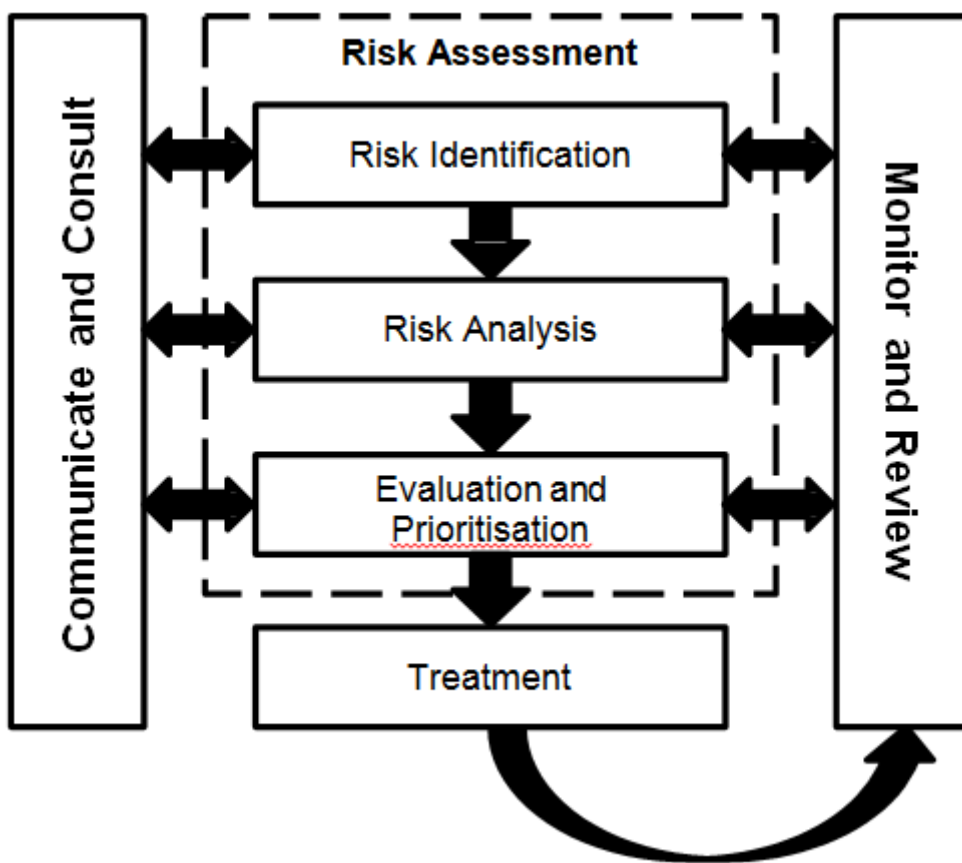 Risk Assessment
Communicate and Consult
Risk Identification
Risk Analysis
Evaluation and
Prioritisation
Treatment
Monitor and Review